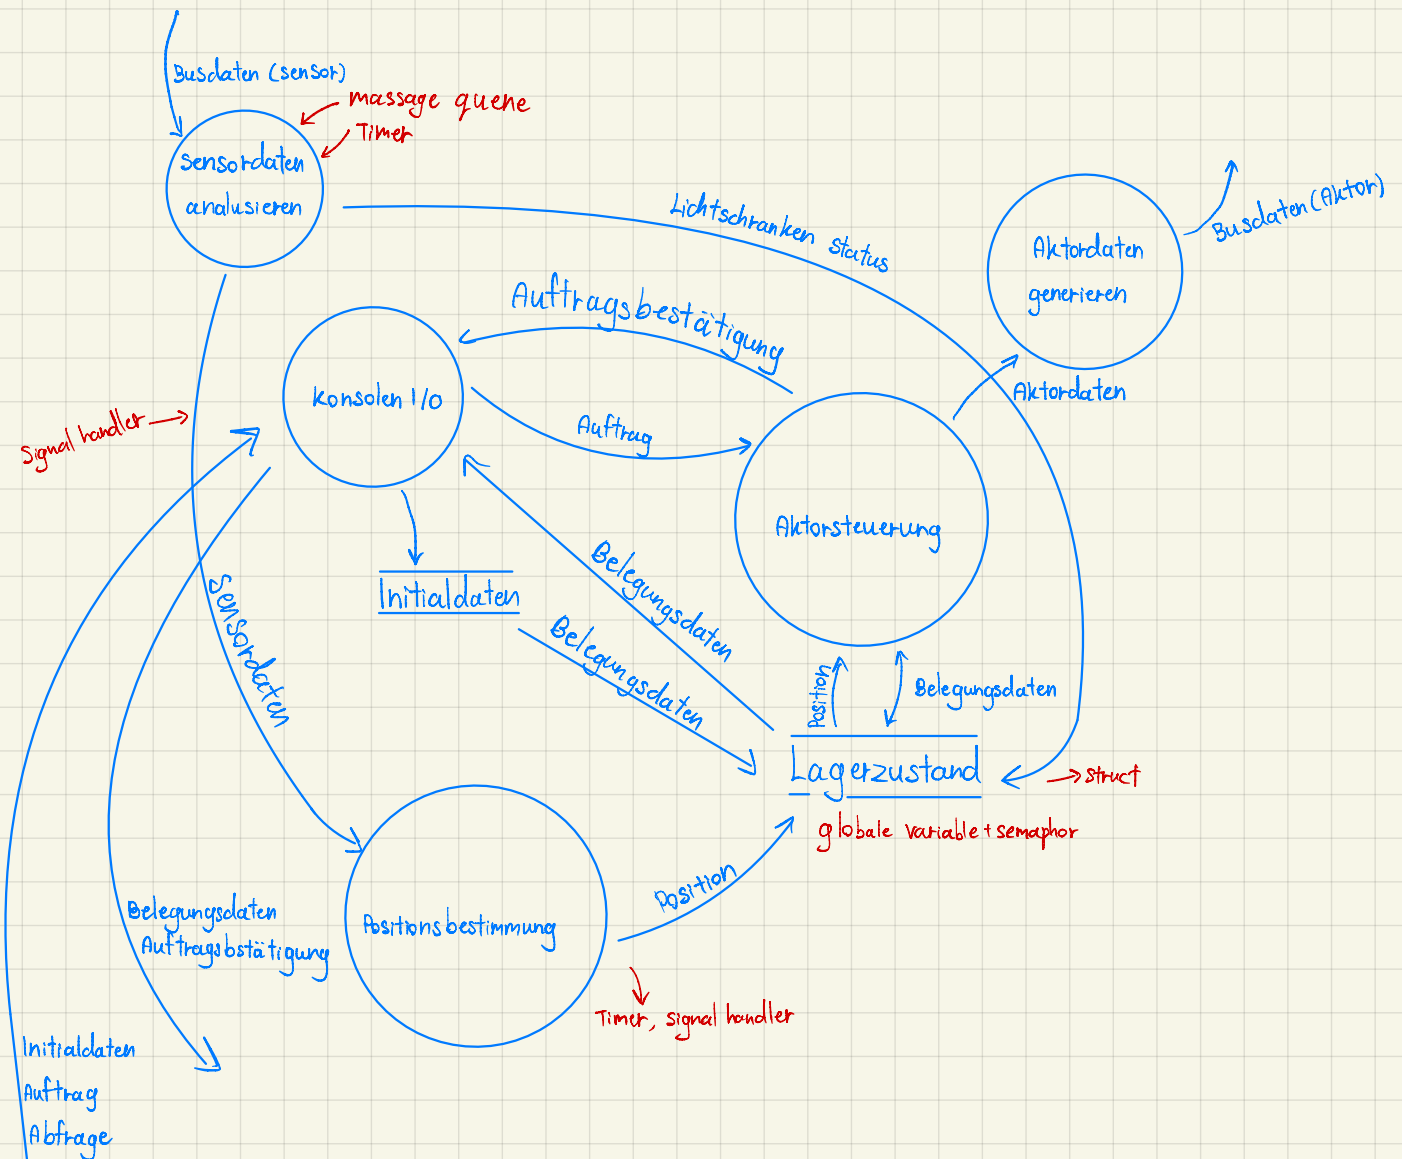 Busdaten (sensor)
massage quene
Timer
sensordaten
analusieren
Lichtschranken status
Aktordaten
generieren
Busdaten (Aktor)
Auftragsbestätigung
konsolen I/O
Auftrag
Aktordaten
Signal handler
Aktorsteuerung
Initialdaten
Belegungsdaten
Sensordaten
Belegungsdaten
Position
Belegungsdaten
Lagerzustand
struct
globale variable + semaphor
Position
Positionsbestimmung
Belegungsdaten
Auftragsbstätigung
Timer, signal handler
Initialdaten
Auftrag
Abfrage